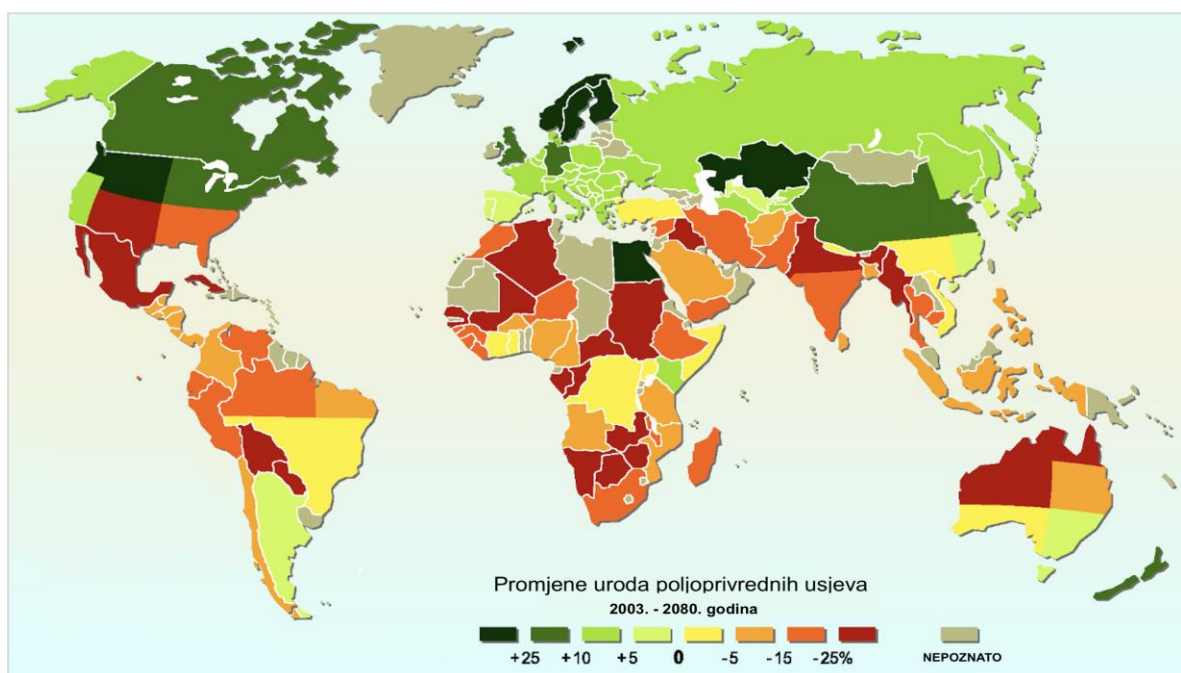 Promjene uroda poljoprivrednih usjeva
2003. - 2080. godina
+25 +10 +5 0 -5 -15 -25% NEPOZNATO